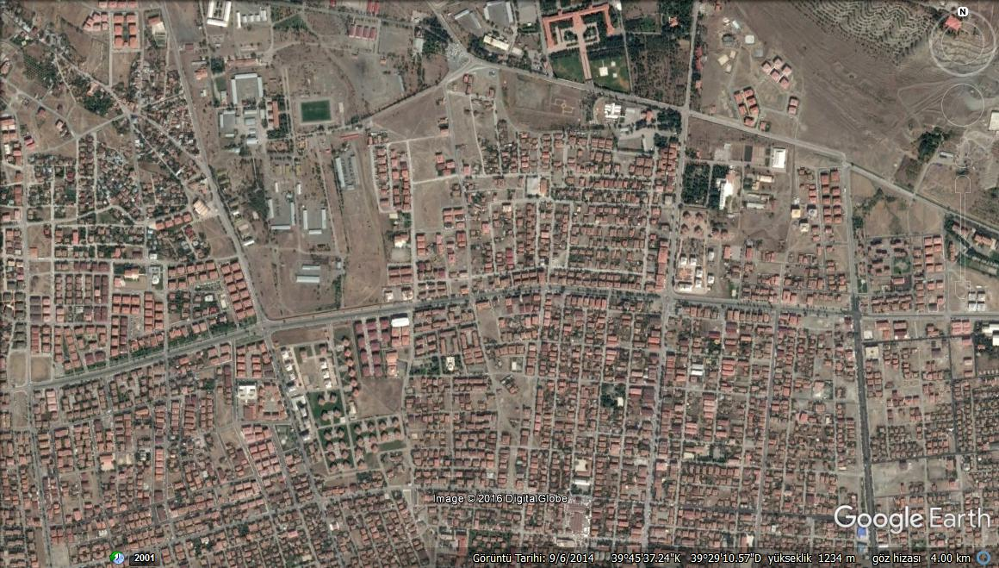 N
Image © 2016 DigitalGlobe
Google Earth
2001
Görüntü Tarihi: 9/6/2014 39°45'37.24"K 39°29'10.57"D yükseklik 1234 m göz hizası 4.00 km